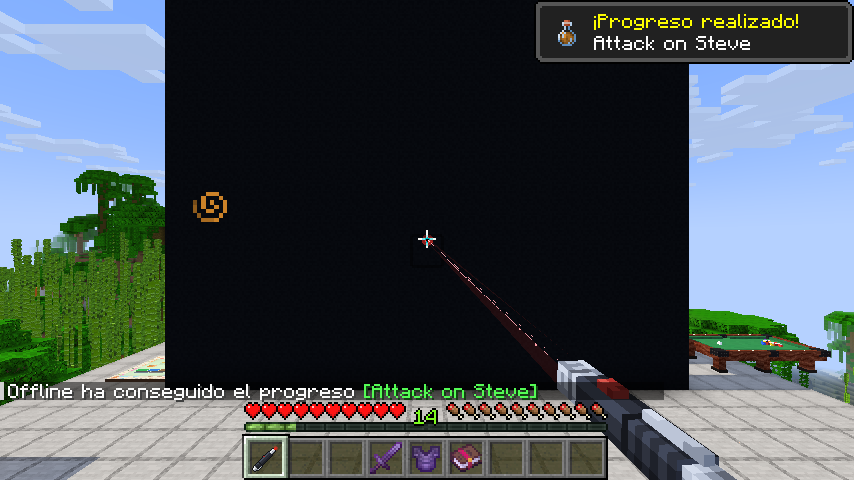 ¡Progreso realizado!
Attack on Steve
Offline ha conseguido el progreso [Attack on Steve]
14